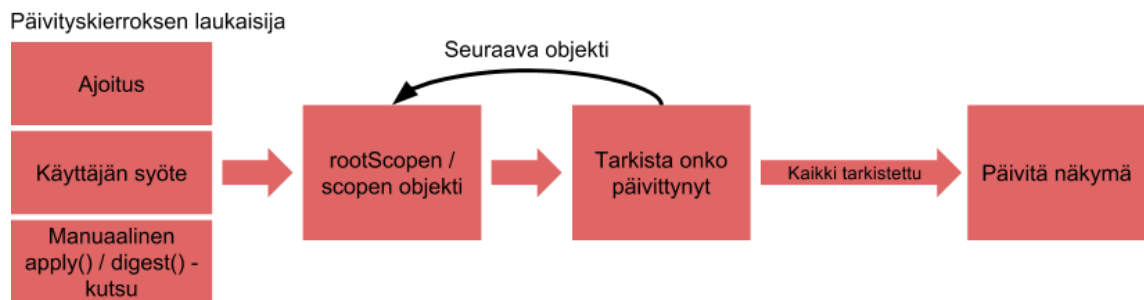 Päivityskierroksen laukaisija
Ajoitus
Käyttäjän syöte
Manuaalinen
apply() / digest() -
kutsu
Seuraava objekti
rootScopen /
scopen objekti
Tarkista onko
päivittynyt
Kaikki tarkistettu
Päivitä näkymä